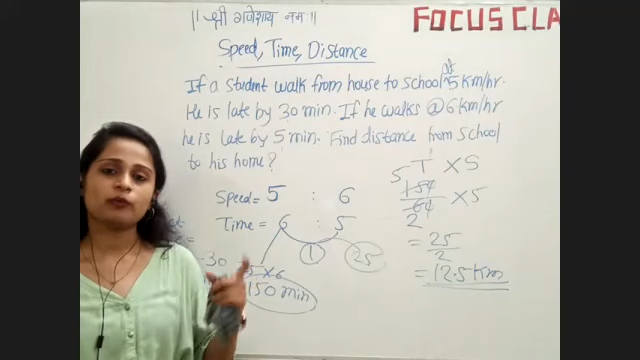 ||श्री गणेशाय नमः||
FOCUS CLA
Speed, Time, Distance
If a student walk from house to school at 5 km/hr.
He is late by 30 min. If he walks @ 6 km/hr
he is late by 5 min. Find distance from school
to his home?
Speed = 5 : 6
Time = 6 : 5
1
25
-30
5 × 6
150 min
T × S
5
× 5
2
= 25/2
= 12.5 Km